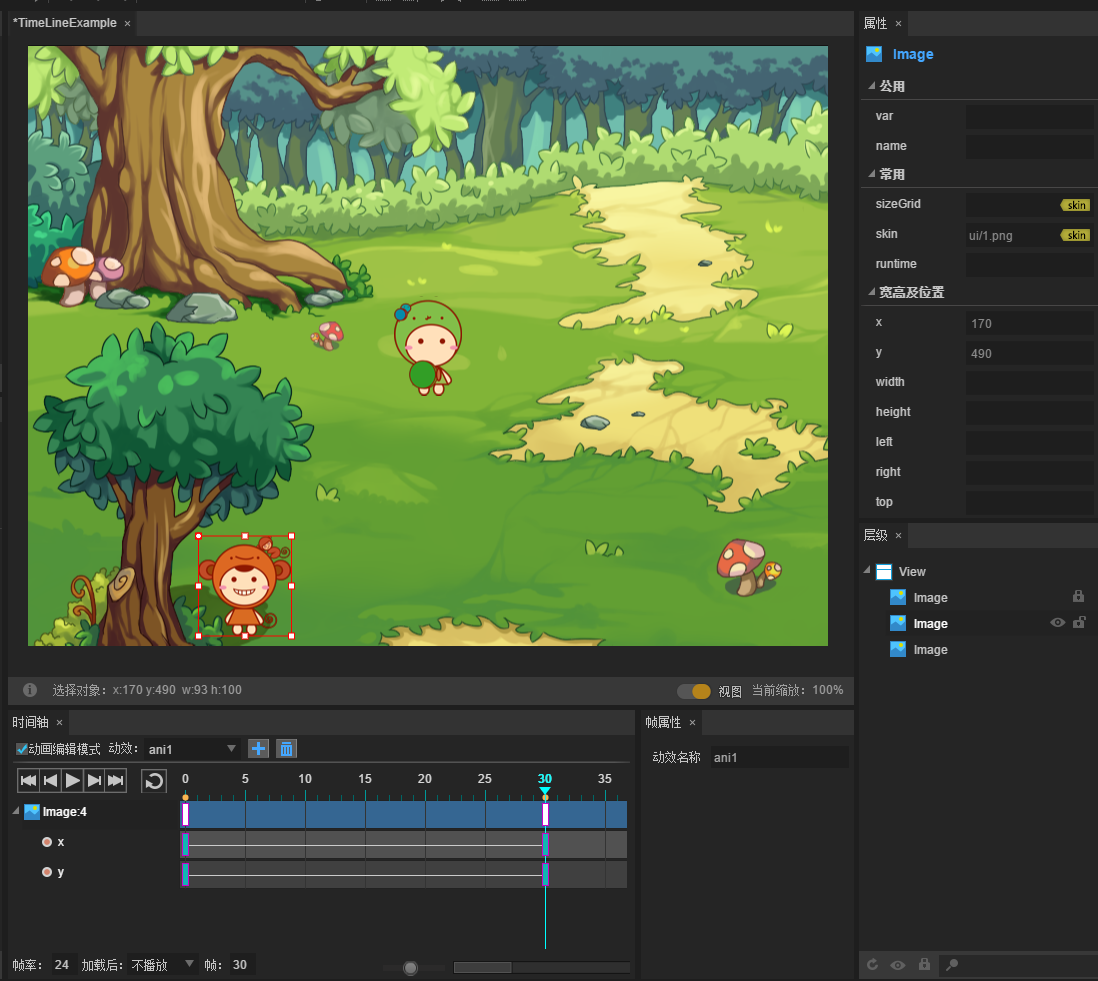 *TimeLineExample ×
选择对象：x:170 y:490 w:93 h:100
视图 当前缩放：100%
时间轴 ×
动画编辑模式 动效： ani1
0 5 10 15 20 25 30 35
Image:4
x
y
帧率： 24 加载后： 不播放 帧： 30
帧属性 ×
动效名称 ani1
属性 ×
Image
公用
var
name
常用
sizeGrid skin
skin ui/1.png skin
runtime
宽高及位置
x 170
y 490
width
height
left
right
top
层级 ×
View
Image
Image
Image